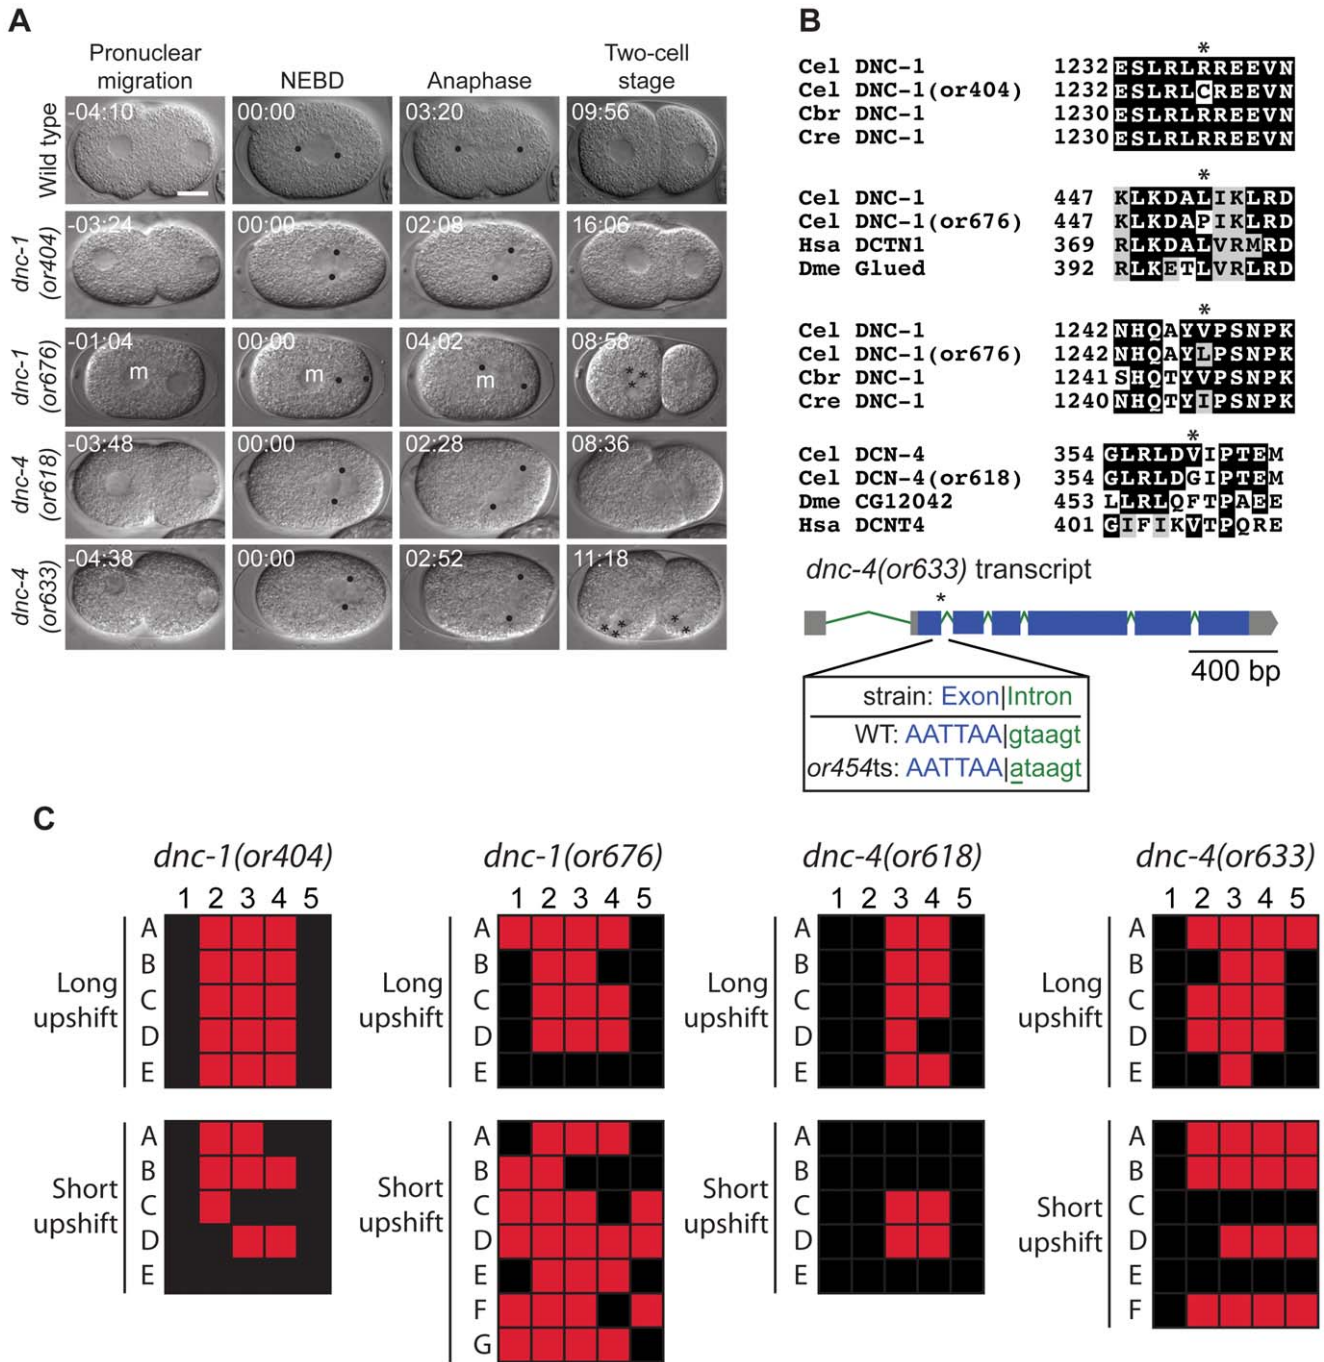 A
Pronuclear migration
NEBD
Anaphase
Two-cell stage
Wild type
-04:10
00:00
03:20
09:56
dnc-1 (or404)
-03:24
00:00
02:08
16:06
dnc-1 (or676)
-01:04
m
00:00
m
04:02
m
08:58
* * *
dnc-4 (or618)
-03:48
00:00
02:28
08:36
dnc-4 (or633)
-04:38
00:00
02:52
11:18
* * * * *
B
*
Cel DNC-1 1232 ESLRLRREEVN
Cel DNC-1(or404) 1232 ESLRLCREEVN
Cbr DNC-1 1230 ESLRLRREEVN
Cre DNC-1 1230 ESLRLRREEVN
*
Cel DNC-1 447 KLKDALIKLRD
Cel DNC-1(or676) 447 KLKDAPIKLRD
Hsa DCTN1 369 RLKDALVRMRD
Dme Glued 392 RLKETLVRLRD
*
Cel DNC-1 1242 NHQAYVPSNPK
Cel DNC-1(or676) 1242 NHQAYLPSNPK
Cbr DNC-1 1241 SHQTYVPSNPK
Cre DNC-1 1240 NHQTYIPSNPK
*
Cel DCN-4 354 GLRLDVIPTEM
Cel DCN-4(or618) 354 GLRLDGIPTEM
Dme CG12042 453 LLRLQFTPAEE
Hsa DCNT4 401 GIFIKVTPQRE
dnc-4(or633) transcript
*
400 bp
strain: Exon|Intron
WT: AATTAA|gtaagt
or454ts: AATTAA|ataagt
C
dnc-1(or404)
1 2 3 4 5
Long upshift
A
B
C
D
E
Short upshift
A
B
C
D
E
dnc-1(or676)
1 2 3 4 5
Long upshift
A
B
C
D
E
Short upshift
A
B
C
D
E
F
G
dnc-4(or618)
1 2 3 4 5
Long upshift
A
B
C
D
E
Short upshift
A
B
C
D
E
dnc-4(or633)
1 2 3 4 5
Long upshift
A
B
C
D
E
Short upshift
A
B
C
D
E
F